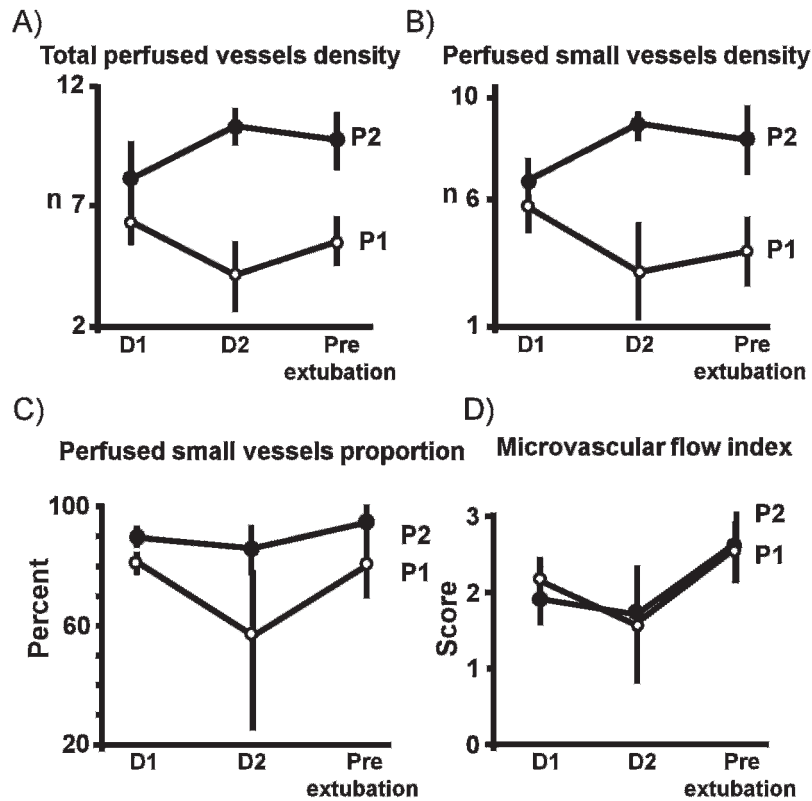 A)
Total perfused vessels density
12
n 7
2
P2
P1
D1 D2 Pre
extubation
B)
Perfused small vessels density
10
n 6
1
P2
P1
D1 D2 Pre
extubation
C)
Perfused small vessels proportion
100
60
20
Percent
P2
P1
D1 D2 Pre
extubation
D)
Microvascular flow index
3
2
1
0
Score
P2
P1
D1 D2 Pre
extubation